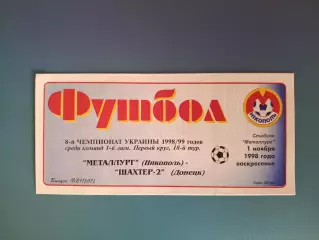 Футбол
НИКОПОЛЬ
8-й ЧЕМПИОНАТ УКРАИНЫ 1998/99 годов
среди команд 1-й лиги. Первый круг, 18-й тур.
Стадион
"Металлург"
1 ноября
1998 года
воскресенье
"МЕТАЛЛУРГ" (Никополь) -
"ШАХТЕР-2" (Донецк)